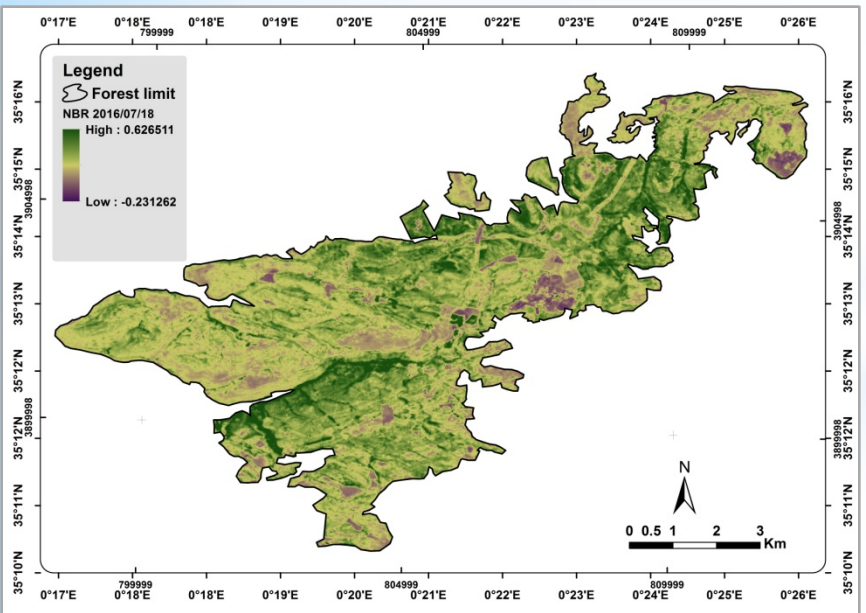 0°17'E 0°18'E 0°18'E 0°19'E 0°20'E 0°21'E 0°22'E 0°23'E 0°24'E 0°25'E 0°26'E
799999 804999 809999
Legend
Forest limit
NBR 2016/07/18
High : 0.626511
Low : -0.231262
35°16'N
35°15'N
3904998
35°14'N
35°13'N
35°12'N
3899998
35°12'N
35°11'N
35°10'N
35°16'N
35°15'N
3904998
35°14'N
35°13'N
35°12'N
3899998
35°12'N
35°11'N
35°10'N
N
0 0.5 1 2 3
Km
799999 804999 809999
0°17'E 0°18'E 0°18'E 0°19'E 0°20'E 0°21'E 0°22'E 0°23'E 0°24'E 0°25'E 0°26'E